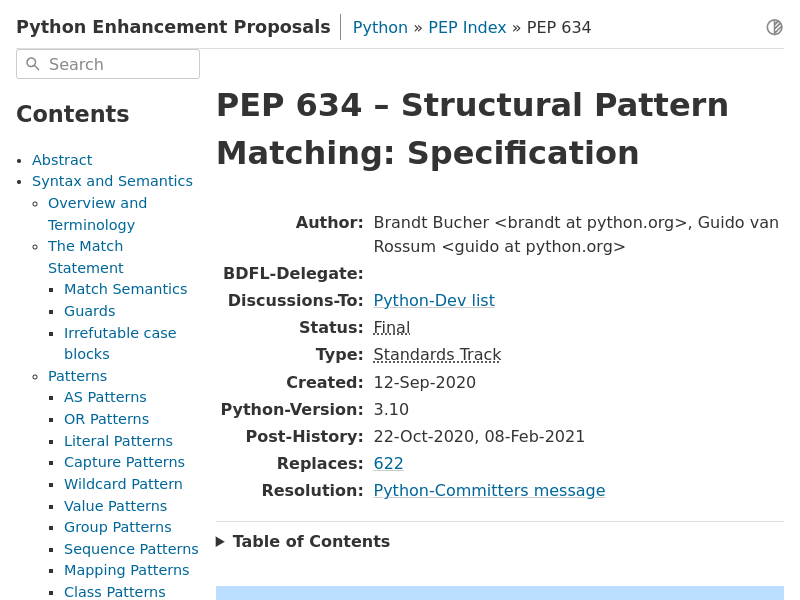 Python Enhancement Proposals
Python » PEP Index » PEP 634
Search
Contents
Abstract
Syntax and Semantics
Overview and
Terminology
The Match
Statement
Match Semantics
Guards
Irrefutable case
blocks
Patterns
AS Patterns
OR Patterns
Literal Patterns
Capture Patterns
Wildcard Pattern
Value Patterns
Group Patterns
Sequence Patterns
Mapping Patterns
Class Patterns
PEP 634 – Structural Pattern
Matching: Specification
Author: Brandt Bucher <brandt at python.org>, Guido van
Rossum <guido at python.org>
BDFL-Delegate:
Discussions-To: Python-Dev list
Status: Final
Type: Standards Track
Created: 12-Sep-2020
Python-Version: 3.10
Post-History: 22-Oct-2020, 08-Feb-2021
Replaces: 622
Resolution: Python-Committers message
Table of Contents